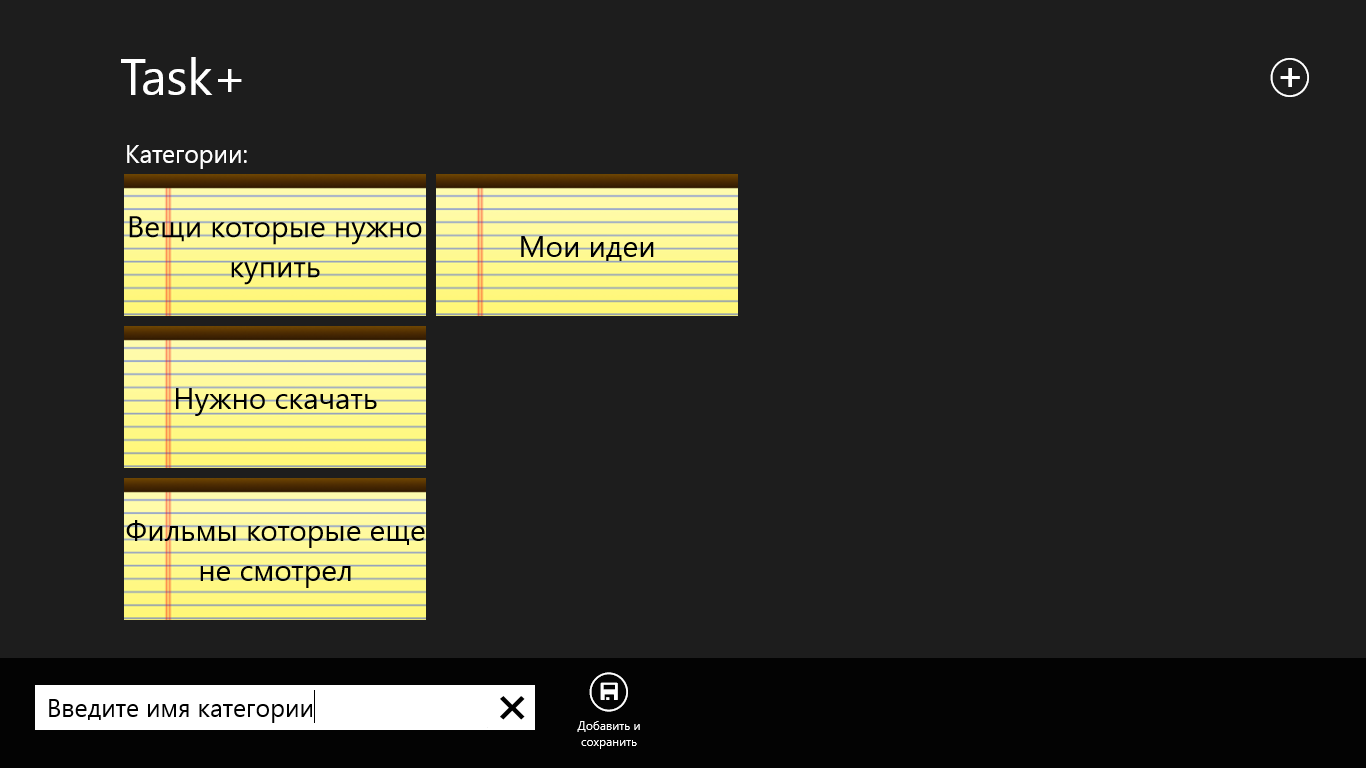 Task+
Категории:
Вещи которые нужно
купить
Мои идеи
Нужно скачать
Фильмы которые еще
не смотрел
Введите имя категории
Добавить и
сохранить